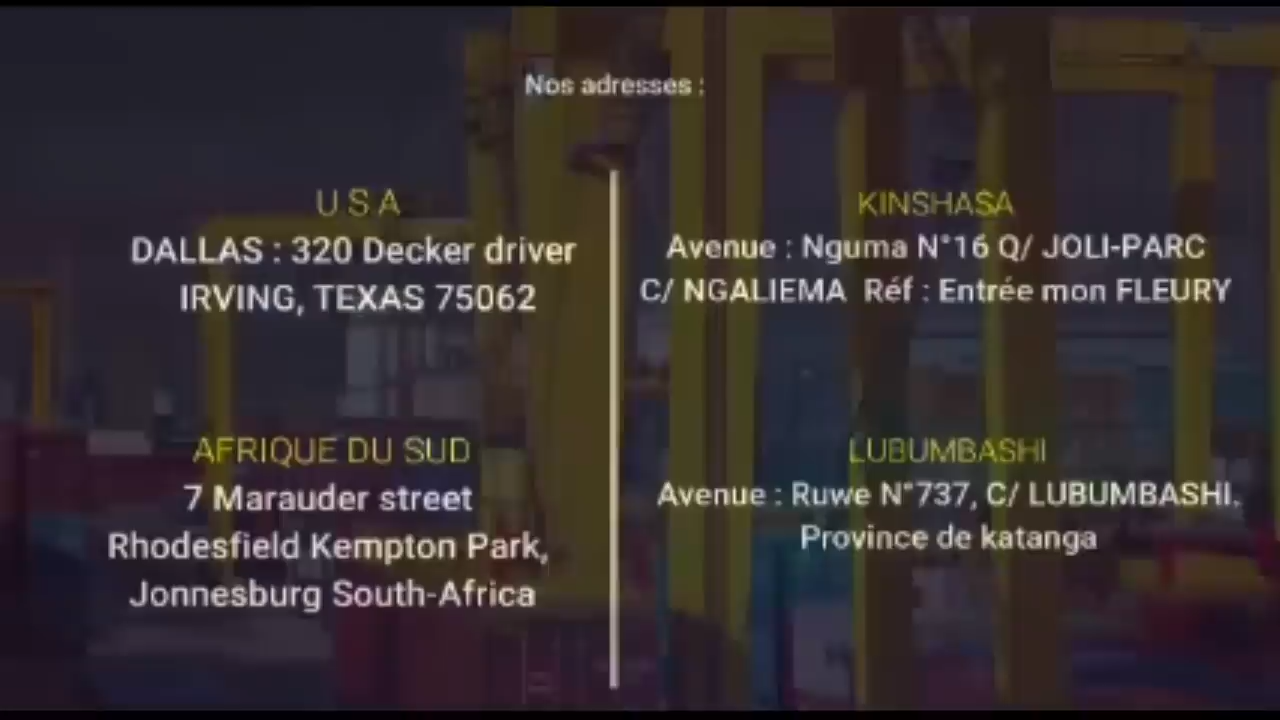 Nos adresses :
U S A
DALLAS : 320 Decker driver
IRVING, TEXAS 75062
AFRIQUE DU SUD
7 Marauder street
Rhodesfield Kempton Park,
Jonnesburg South-Africa
KINSHASA
Avenue : Nguma N°16 Q/ JOLI-PARC
C/ NGALIEMA Réf : Entrée mon FLEURY
LUBUMBASHI
Avenue : Ruwe N°737, C/ LUBUMBASHI.
Province de katanga